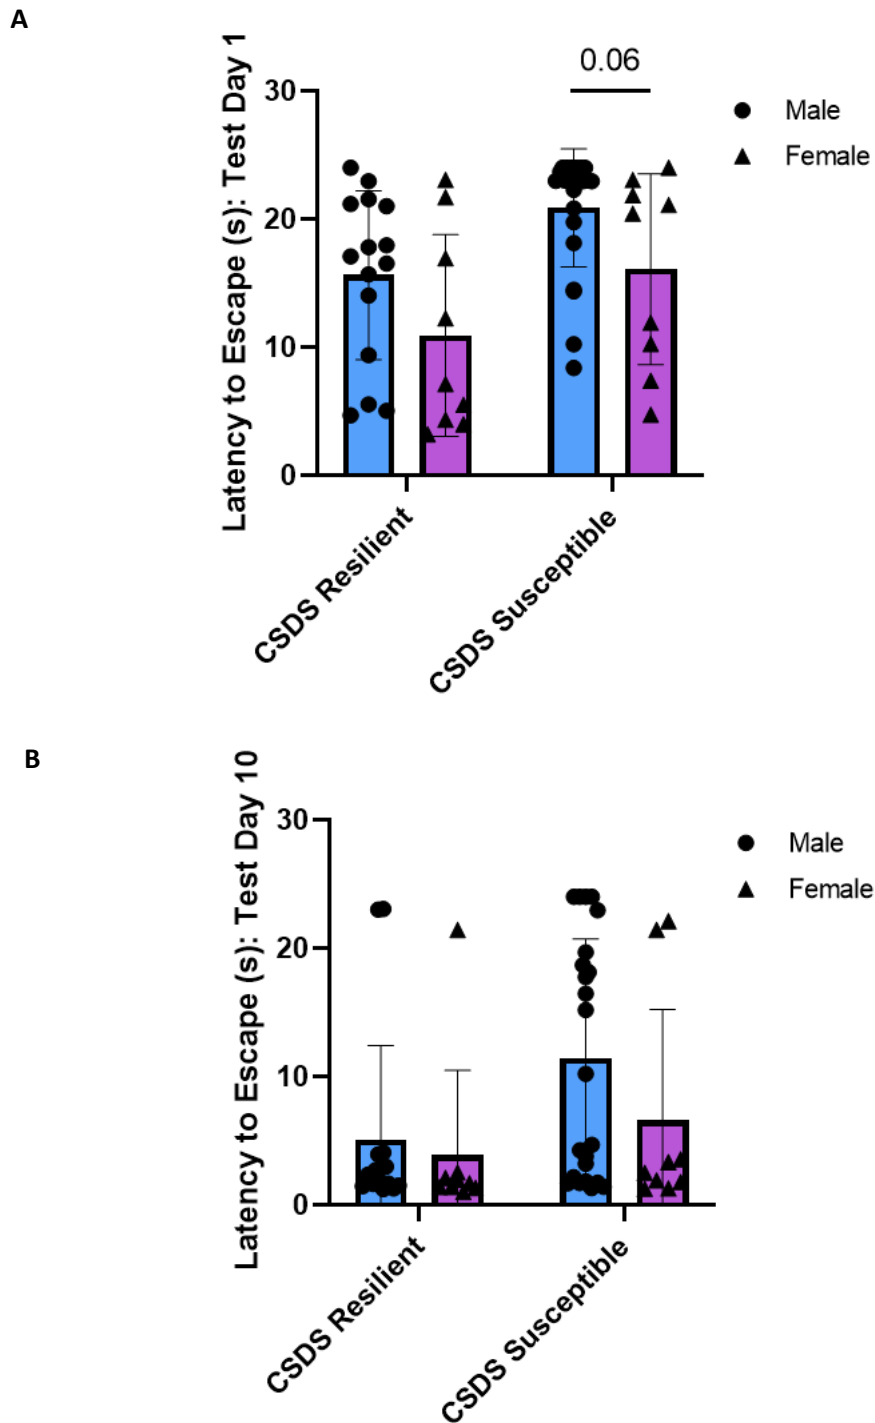 A
Latency to Escape (s): Test Day 1
30
20
10
0
0.06
Male
Female
CSDS Resilient
CSDS Susceptible
B
Latency to Escape (s): Test Day 10
30
20
10
0
Male
Female
CSDS Resilient
CSDS Susceptible